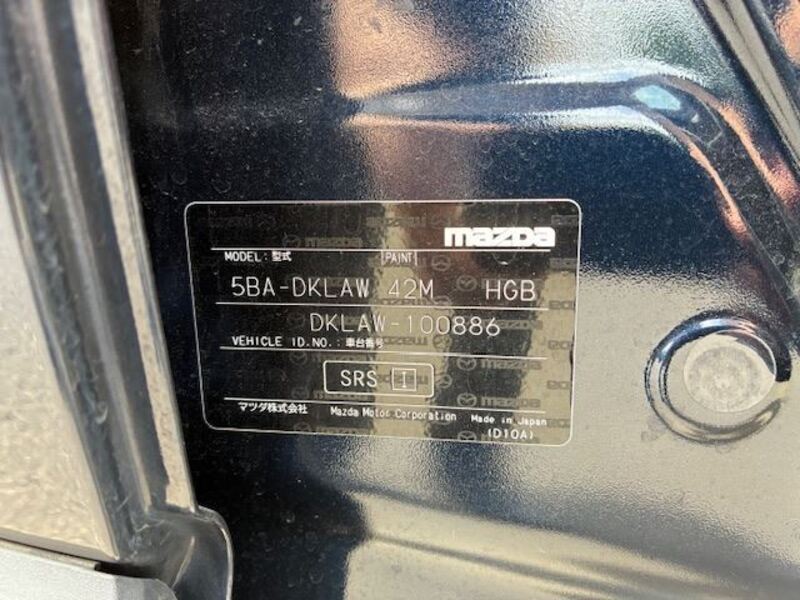 mazda
MODEL:型式 PAINT
5BA-DKLAW 42M HGB
DKLAW-100886
VEHICLE ID.NO.:車台番号
SRS I
マツダ株式会社 Mazda Motor Corporation Made in Japan
(D10A)